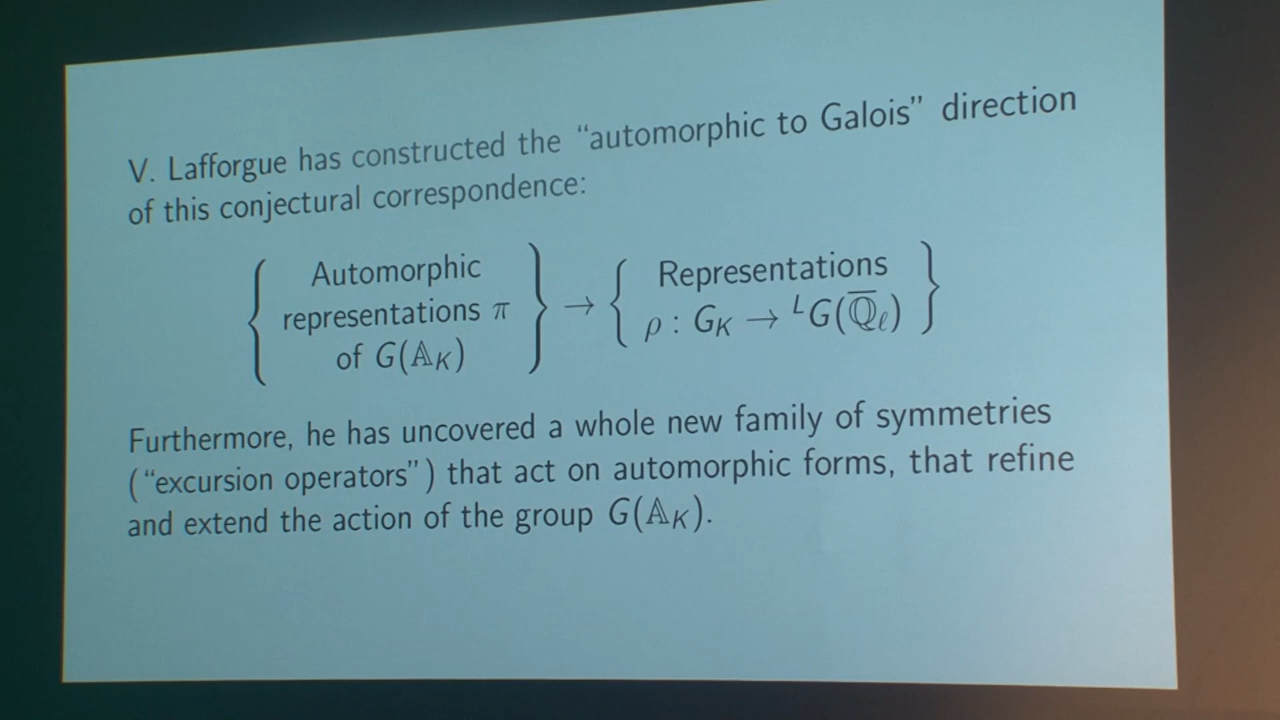 V. Lafforgue has constructed the “automorphic to Galois” direction
of this conjectural correspondence:
{ Automorphic representations π of G(𝔸_K) } → { Representations ρ : G_K → ^L G(\overline{ℚ}_ℓ) }
Furthermore, he has uncovered a whole new family of symmetries
(“excursion operators”) that act on automorphic forms, that refine
and extend the action of the group G(𝔸_K).